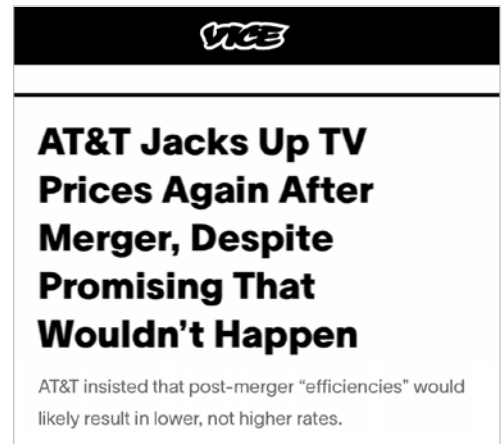 VICE
AT&T Jacks Up TV
Prices Again After
Merger, Despite
Promising That
Wouldn’t Happen
AT&T insisted that post-merger “efficiencies” would
likely result in lower, not higher rates.